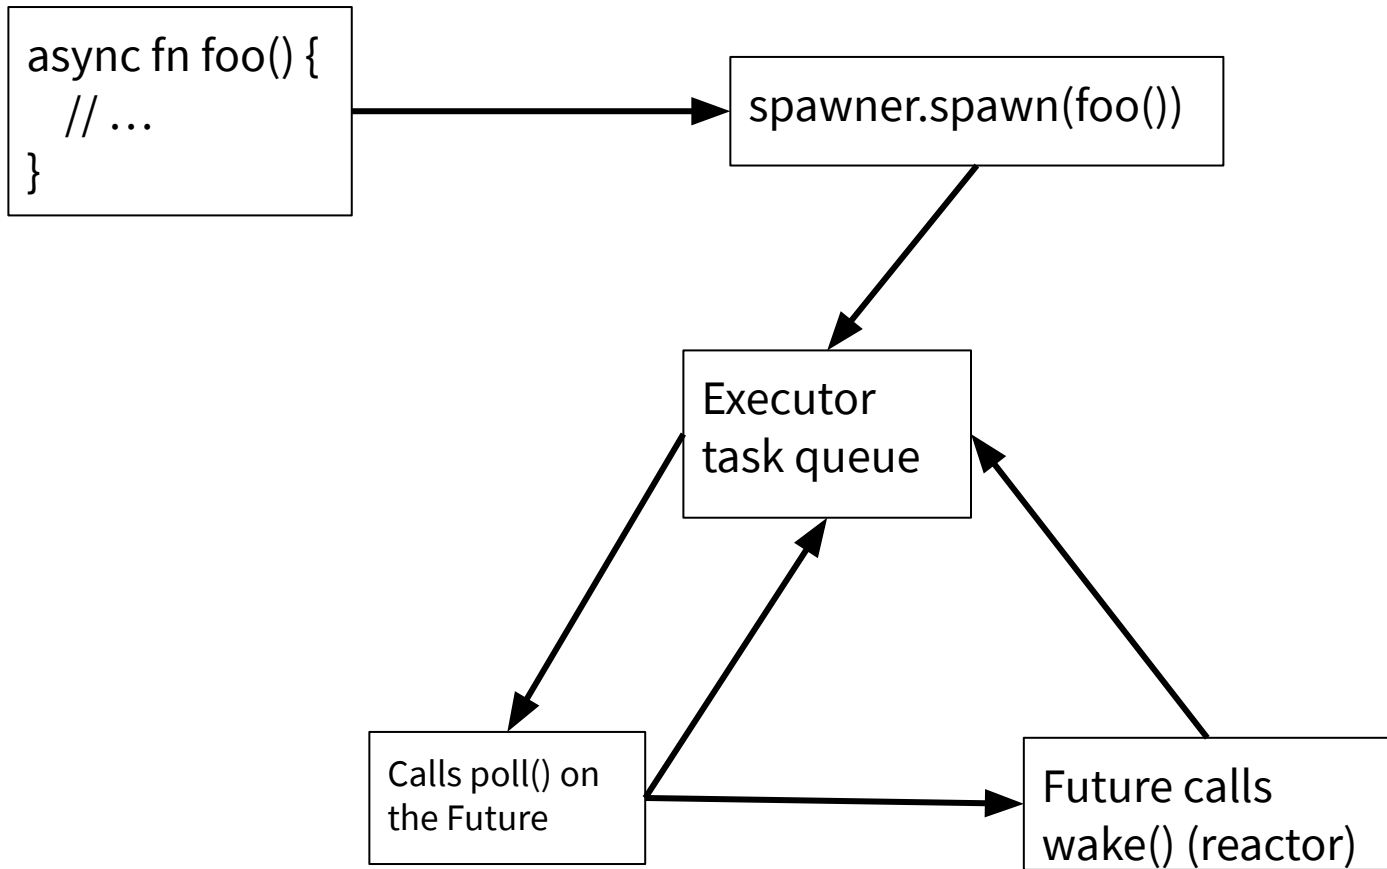 async fn foo() {
// …
}
spawner.spawn(foo())
Executor
task queue
Calls poll() on
the Future
Future calls
wake() (reactor)